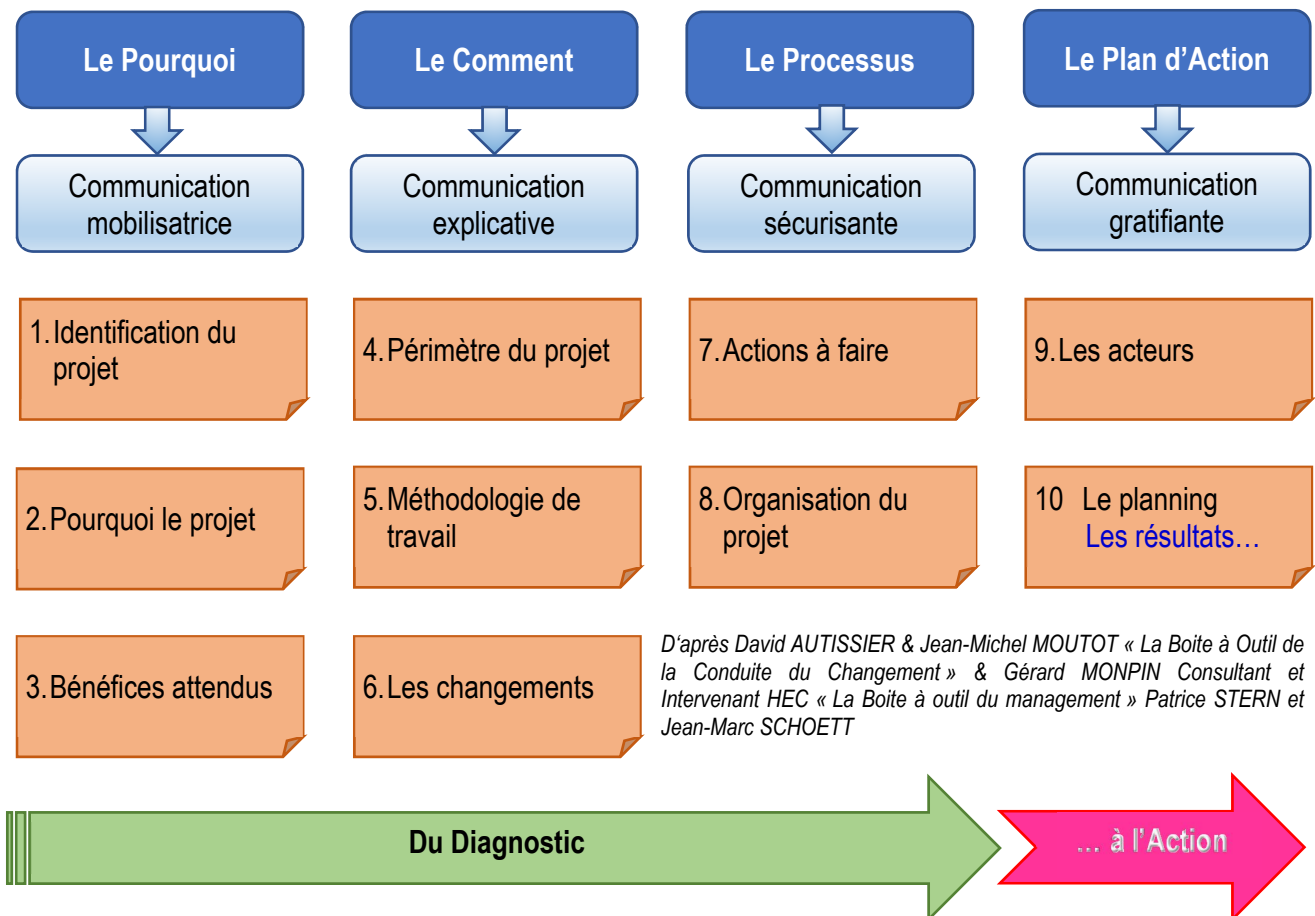 Le Pourquoi
Le Comment
Le Processus
Le Plan d’Action
Communication
mobilisatrice
Communication
explicative
Communication
sécurisante
Communication
gratifiante
1. Identification du
projet
4. Périmètre du projet
7. Actions à faire
9. Les acteurs
2. Pourquoi le projet
5. Méthodologie de
travail
8. Organisation du
projet
10 Le planning
Les résultats…
3. Bénéfices attendus
6. Les changements
D‘après David AUTISSIER & Jean-Michel MOUTOT « La Boite à Outil de
la Conduite du Changement » & Gérard MONPIN Consultant et
Intervenant HEC « La Boite à outil du management » Patrice STERN et
Jean-Marc SCHOETT
Du Diagnostic
… à l’Action